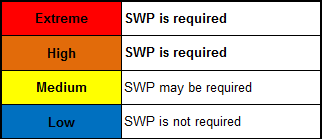 Extreme SWP is required
High SWP is required
Medium SWP may be required
Low SWP is not required